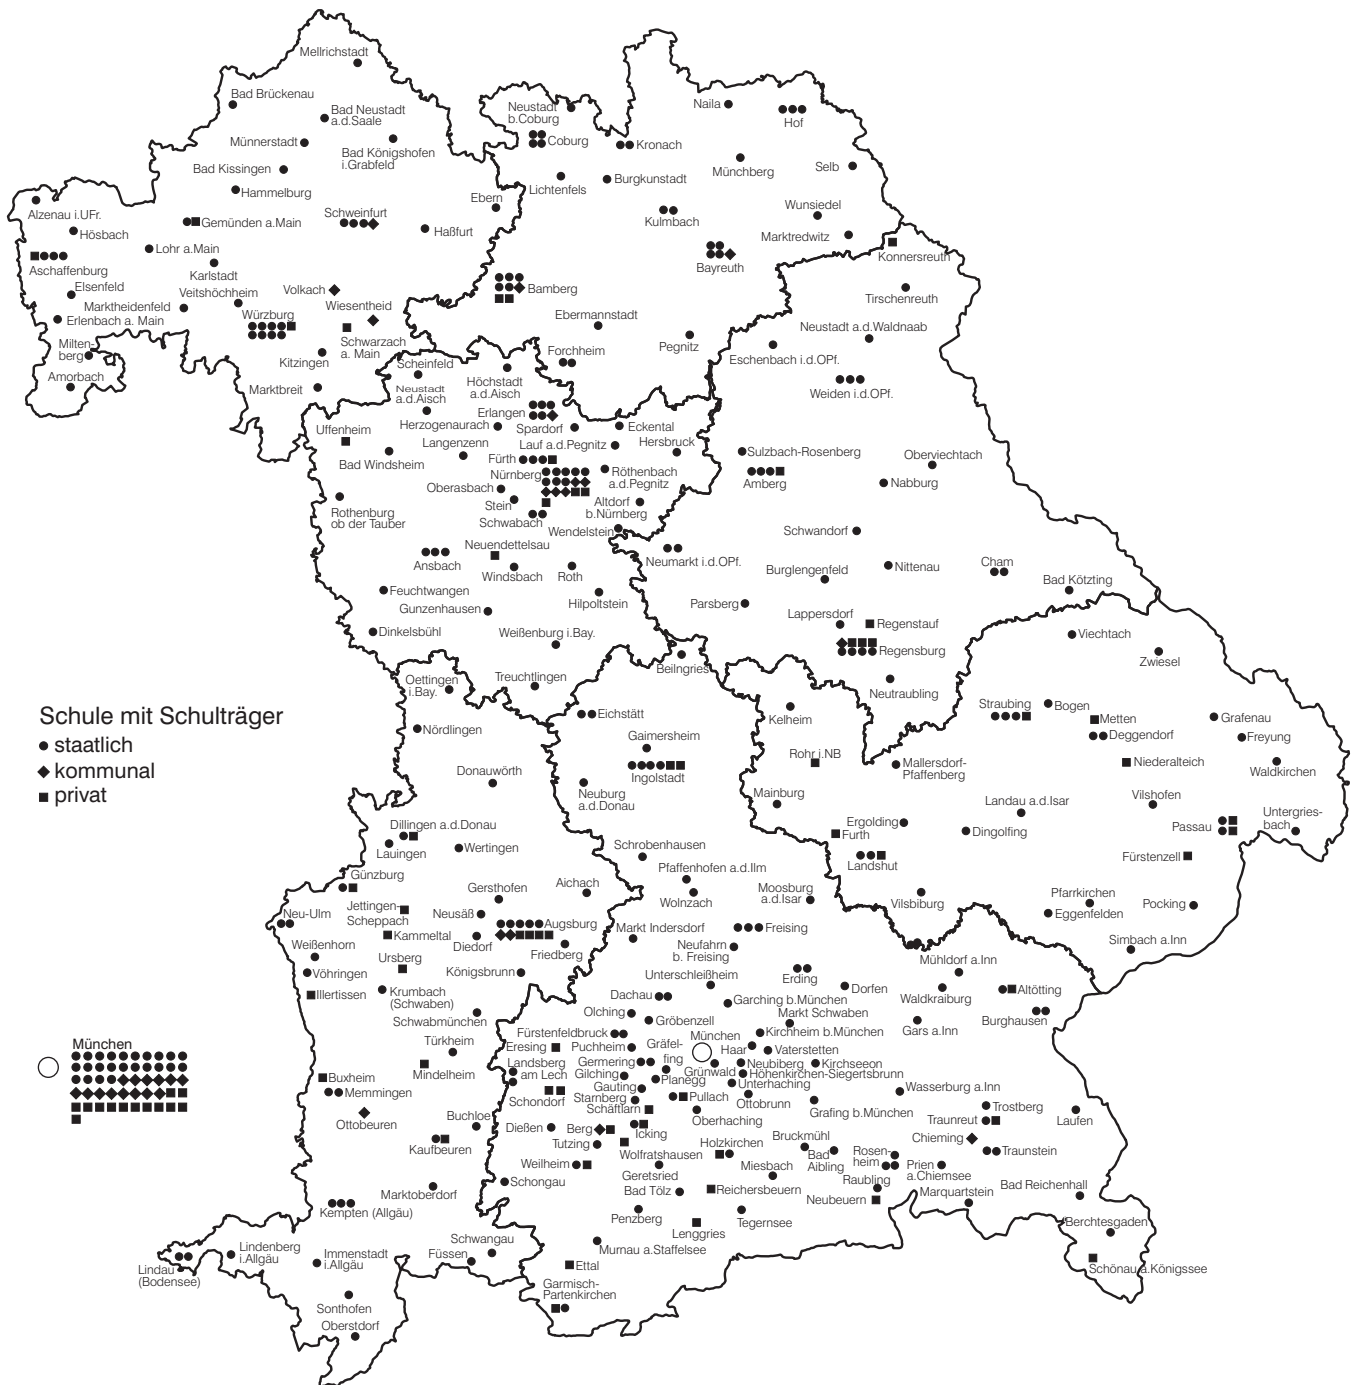 Mellrichstadt
Bad Brückenau
Bad Neustadt
a.d.Saale
Münnerstadt
Bad Königshofen
i.Grabfeld
Bad Kissingen
Hammelburg
Alzenau i.UFr.
Hösbach
Gemünden a.Main
Schweinfurt
Ebern
Haßfurt
Lohr a.Main
Aschaffenburg
Karlstadt
Elsenfeld
Veitshöchheim
Marktheidenfeld
Erlenbach a. Main
Volkach
Wiesentheid
Würzburg
Schwarzach
a. Main
Milten-
berg
Amorbach
Kitzingen
Marktbreit
Neustadt
b.Coburg
Coburg
Kronach
Naila
Hof
Lichtenfels
Burgkunstadt
Münchberg
Selb
Kulmbach
Wunsiedel
Marktredwitz
Bayreuth
Konnersreuth
Bamberg
Tirschenreuth
Ebermannstadt
Neustadt a.d.Waldnaab
Pegnitz
Eschenbach i.d.OPf.
Forchheim
Weiden i.d.OPf.
Scheinfeld
Höchstadt
a.d.Aisch
Neustadt
a.d.Aisch
Erlangen
Herzogenaurach
Spardorf
Eckental
Uffenheim
Langenzenn
Lauf a.d.Pegnitz
Hersbruck
Bad Windsheim
Fürth
Nürnberg
Röthenbach
a.d.Pegnitz
Oberasbach
Stein
Altdorf
b.Nürnberg
Rothenburg
ob der Tauber
Schwabach
Wendelstein
Sulzbach-Rosenberg
Oberviechtach
Amberg
Nabburg
Schwandorf
Ansbach
Neuendettelsau
Windsbach
Roth
Neumarkt i.d.OPf.
Burglengenfeld
Nittenau
Cham
Bad Kötzting
Feuchtwangen
Gunzenhausen
Hilpoltstein
Parsberg
Lappersdorf
Regenstauf
Dinkelsbühl
Weißenburg i.Bay.
Regensburg
Viechtach
Zwiesel
Oettingen
i.Bay.
Treuchtlingen
Beilngries
Neutraubling
Schule mit Schulträger
staatlich
kommunal
privat
Nördlingen
Eichstätt
Kelheim
Straubing
Bogen
Metten
Deggendorf
Grafenau
Freyung
Gaimersheim
Ingolstadt
Rohr i.NB
Mallersdorf-
Pfaffenberg
Niederalteich
Waldkirchen
Donauwörth
Neuburg
a.d.Donau
Mainburg
Landau a.d.Isar
Vilshofen
Untergries-
bach
Dillingen a.d.Donau
Lauingen
Wertingen
Schrobenhausen
Ergolding
Furth
Dingolfing
Passau
Landshut
Fürstenzell
Günzburg
Gersthofen
Aichach
Pfaffenhofen a.d.Ilm
Wolnzach
Moosburg
a.d.Isar
Vilsbiburg
Pfarrkirchen
Eggenfelden
Pocking
Jettingen-
Scheppach
Neusäß
Neu-Ulm
Augsburg
Kammeltal
Diedorf
Friedberg
Markt Indersdorf
Freising
Neufahrn
b. Freising
Simbach a.Inn
Weißenhorn
Ursberg
Königsbrunn
Vöhringen
Illertissen
Krumbach
(Schwaben)
Schwabmünchen
Unterschleißheim
Erding
Dorfen
Mühldorf a.Inn
Waldkraiburg
Altötting
Burghausen
Dachau
Garching b.München
Olching
Gröbenzell
Markt Schwaben
Gars a.Inn
Fürstenfeldbruck
München
Kirchheim b.München
Eresing
Puchheim
Gräfel-
fing
Haar
Vaterstetten
Landsberg
am Lech
Germering
Gilching
Grünwald
Neubiberg
Kirchseeon
Höhenkirchen-Siegertsbrunn
Planegg
Unterhaching
Gauting
Schondorf
Starnberg
Pullach
Ottobrunn
Wasserburg a.Inn
Schäftlarn
Oberhaching
Grafing b.München
Trostberg
Traunreut
Laufen
München
Türkheim
Mindelheim
Buxheim
Memmingen
Ottobeuren
Buchloe
Dießen
Berg
Icking
Tutzing
Kaufbeuren
Weilheim
Wolfratshausen
Holzkirchen
Bruckmühl
Bad
Aibling
Rosen-
heim
Chieming
Traunstein
Prien
a.Chiemsee
Geretsried
Bad Tölz
Miesbach
Raubling
Bad Reichenhall
Marktoberdorf
Schongau
Reichersbeuern
Neubeuern
Marquartstein
Kempten (Allgäu)
Penzberg
Lenggries
Tegernsee
Berchtesgaden
Schwangau
Füssen
Murnau a.Staffelsee
Lindau
(Bodensee)
Lindenberg
i.Allgäu
Immenstadt
i.Allgäu
Ettal
Schönau a.Königssee
Garmisch-
Partenkirchen
Sonthofen
Oberstdorf